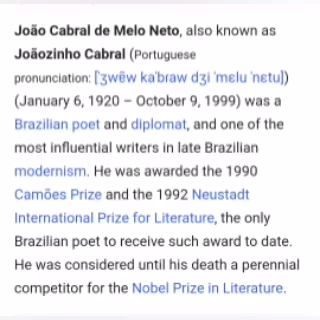 João Cabral de Melo Neto, also known as
Joãozinho Cabral (Portuguese
pronunciation: [ˈʒwɐ̃w kaˈbɾaw dʒi ˈmɛlu ˈnɛtu])
(January 6, 1920 – October 9, 1999) was a
Brazilian poet and diplomat, and one of the
most influential writers in late Brazilian
modernism. He was awarded the 1990
Camões Prize and the 1992 Neustadt
International Prize for Literature, the only
Brazilian poet to receive such award to date.
He was considered until his death a perennial
competitor for the Nobel Prize in Literature.